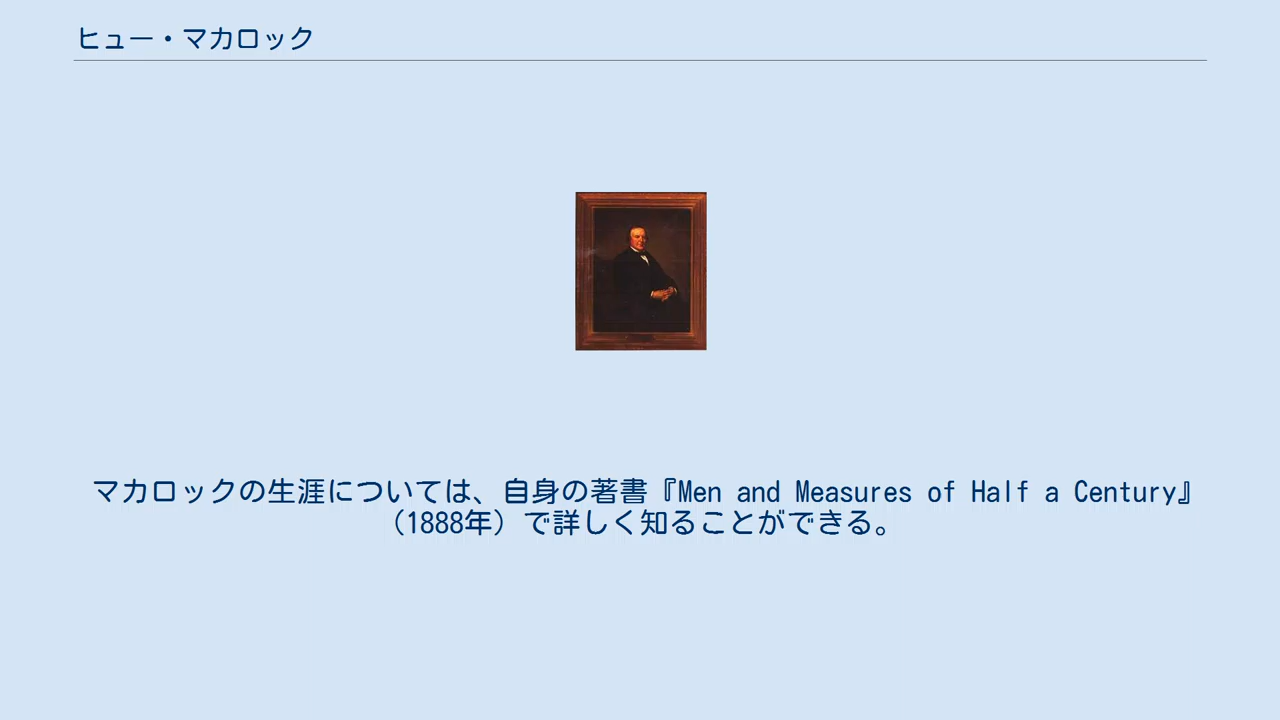 ヒュー・マカロック
マカロックの生涯については、自身の著書『Men and Measures of Half a Century』
（1888年）で詳しく知ることができる。